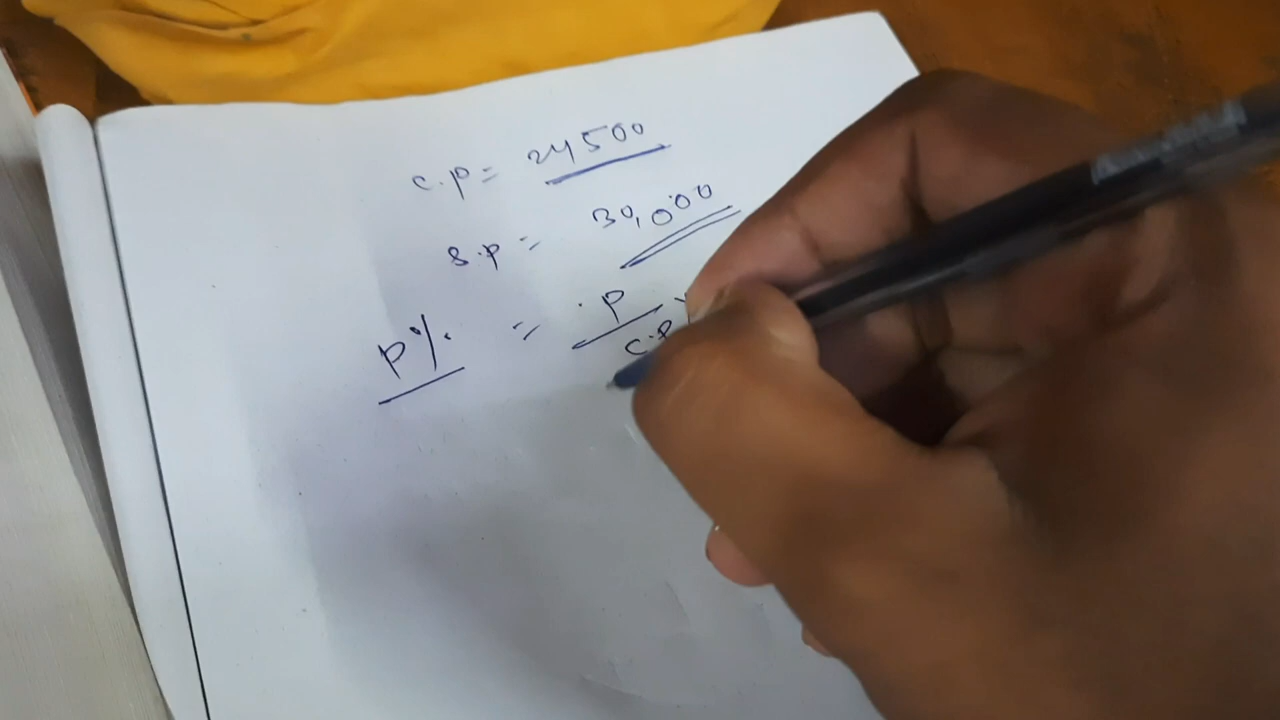 C.P = 24500
S.P = 30,000
P% = P/C.P ×